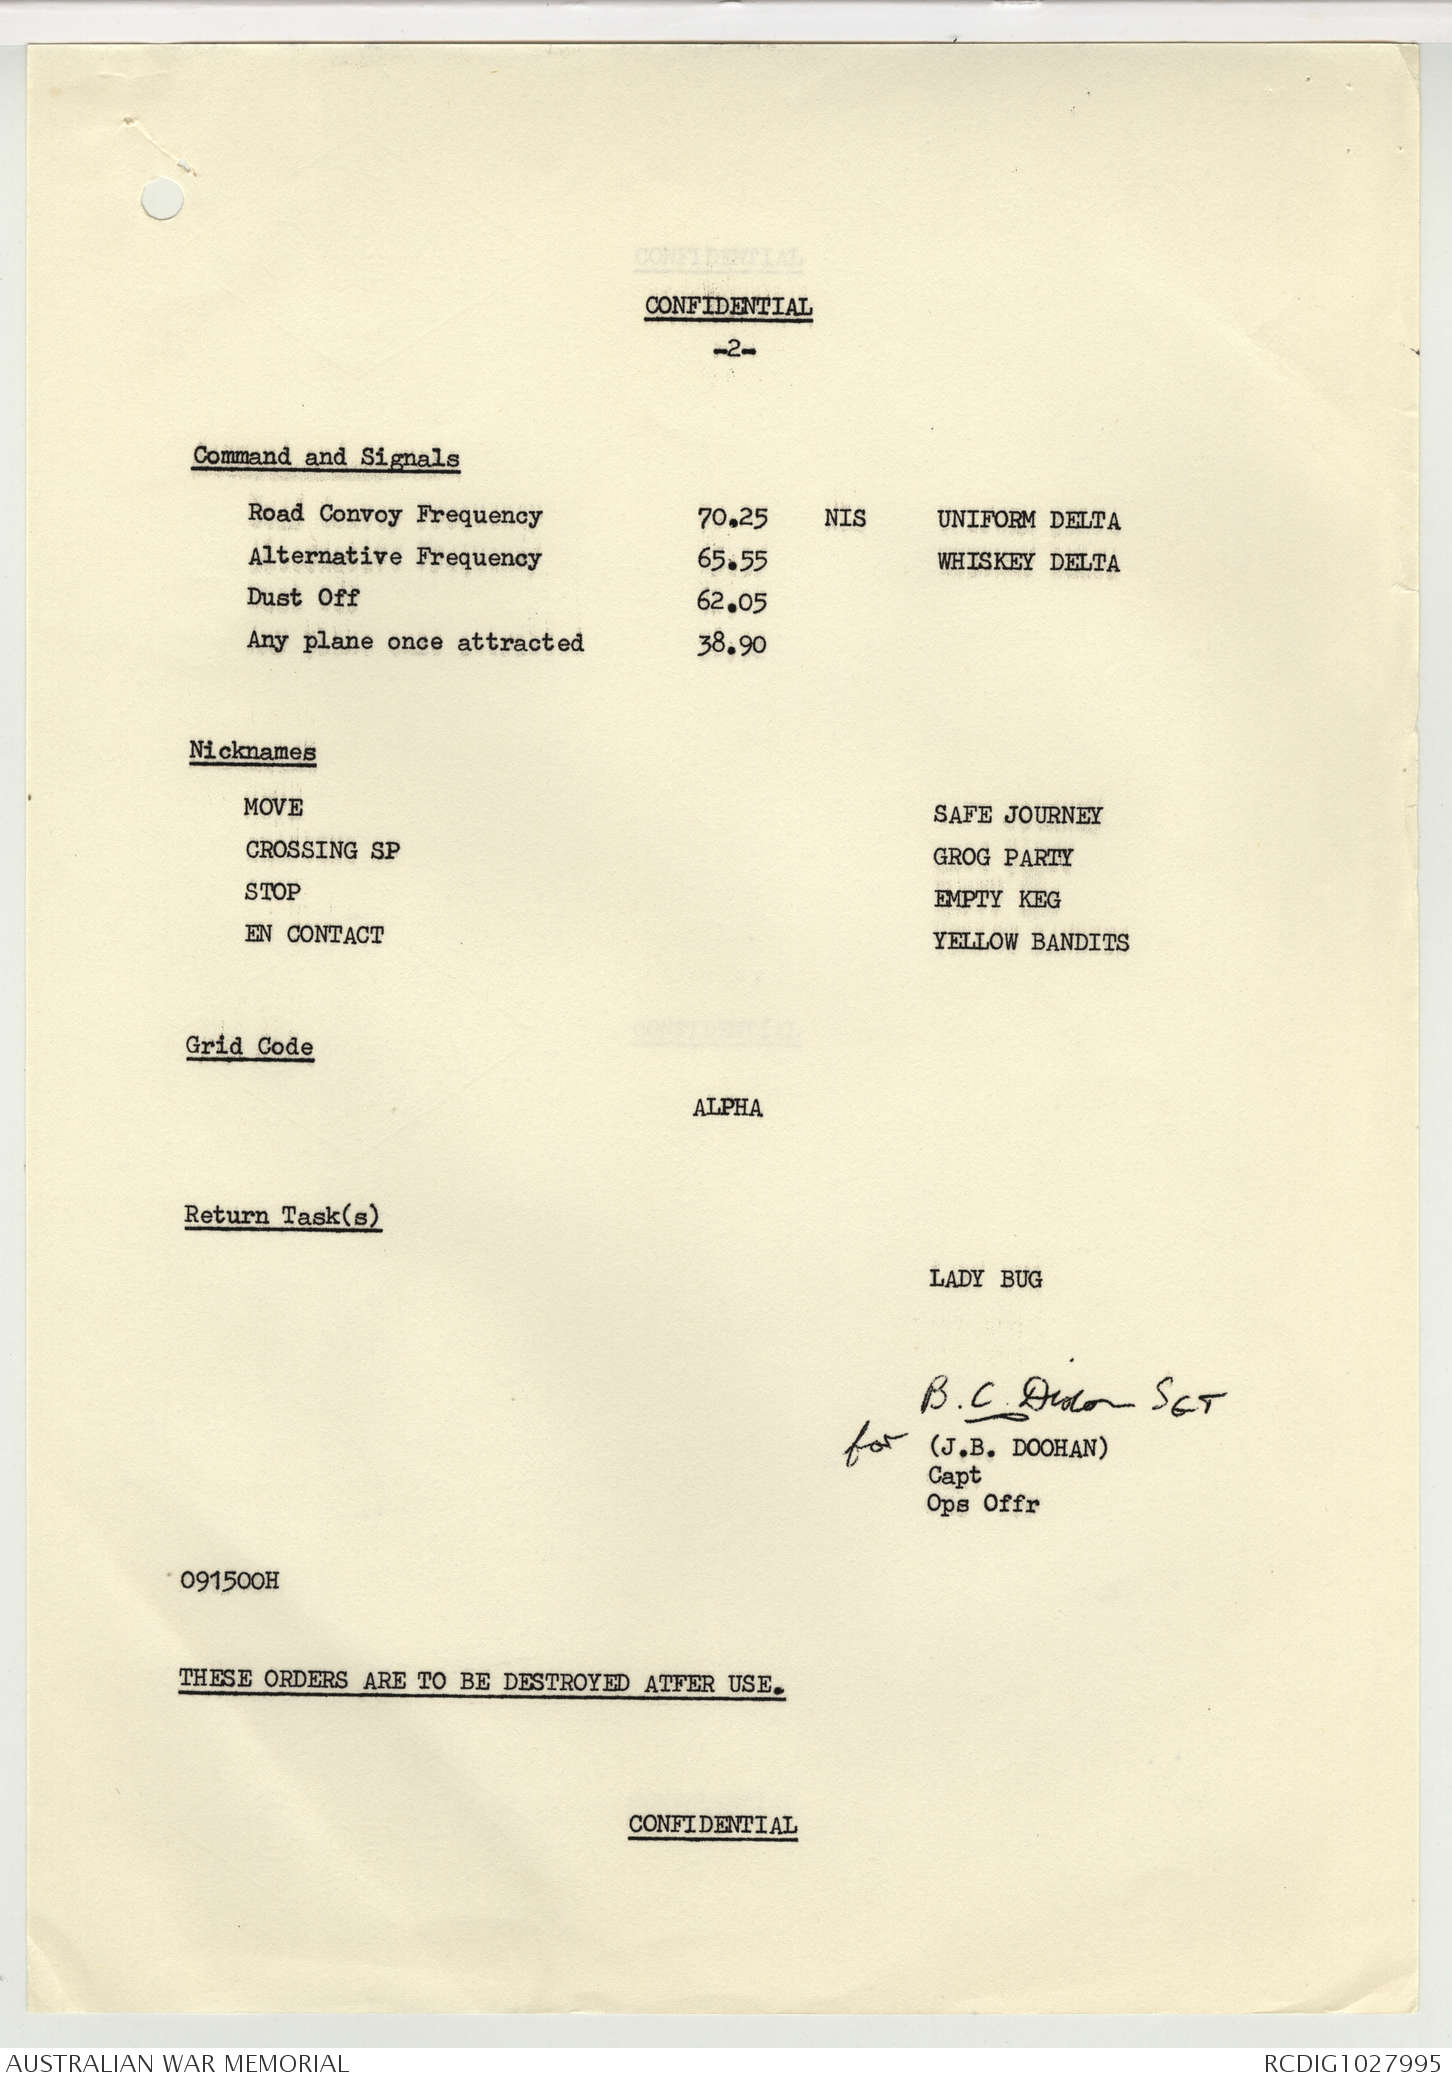 CONFIDENTIAL
CONFIDENTIAL
-2-
Command and Signals
Road Convoy Frequency 70.25 NIS UNIFORM DELTA
Alternative Frequency 65.55 WHISKEY DELTA
Dust Off 62.05
Any plane once attracted 38.90
Nicknames
MOVE SAFE JOURNEY
CROSSING SP GROG PARTY
STOP EMPTY KEG
EN CONTACT YELLOW BANDITS
CONFIDENTIAL
Grid Code
ALPHA
Return Task(s)
LADY BUG
B.C. SGT
for (J.B. DOOHAN)
Capt
Ops Offr
091500H
THESE ORDERS ARE TO BE DESTROYED ATFER USE.
CONFIDENTIAL
AUSTRALIAN WAR MEMORIAL RCDIG1027995